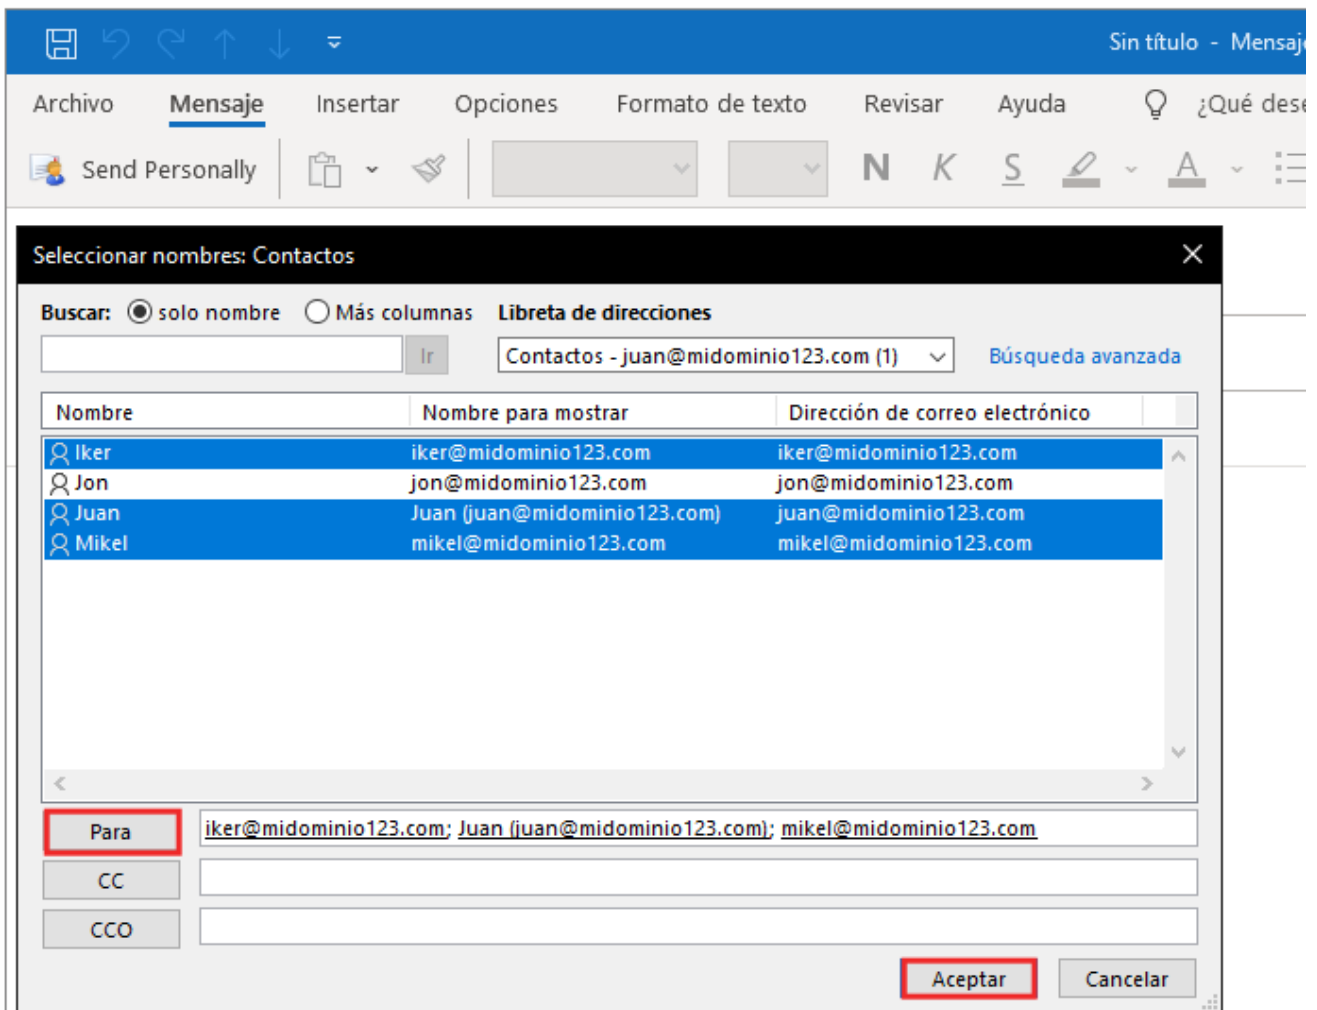 Sin título - Mensaj
Archivo Mensaje Insertar Opciones Formato de texto Revisar Ayuda ¿Qué dese
Send Personally N K S A
Seleccionar nombres: Contactos
Buscar: solo nombre Más columnas Libreta de direcciones
Ir Contactos - juan@midominio123.com (1) Búsqueda avanzada
Nombre Nombre para mostrar Dirección de correo electrónico
Iker iker@midominio123.com iker@midominio123.com
Jon jon@midominio123.com jon@midominio123.com
Juan Juan (juan@midominio123.com) juan@midominio123.com
Mikel mikel@midominio123.com mikel@midominio123.com
Para iker@midominio123.com; Juan (juan@midominio123.com); mikel@midominio123.com
CC
CCO
Aceptar Cancelar